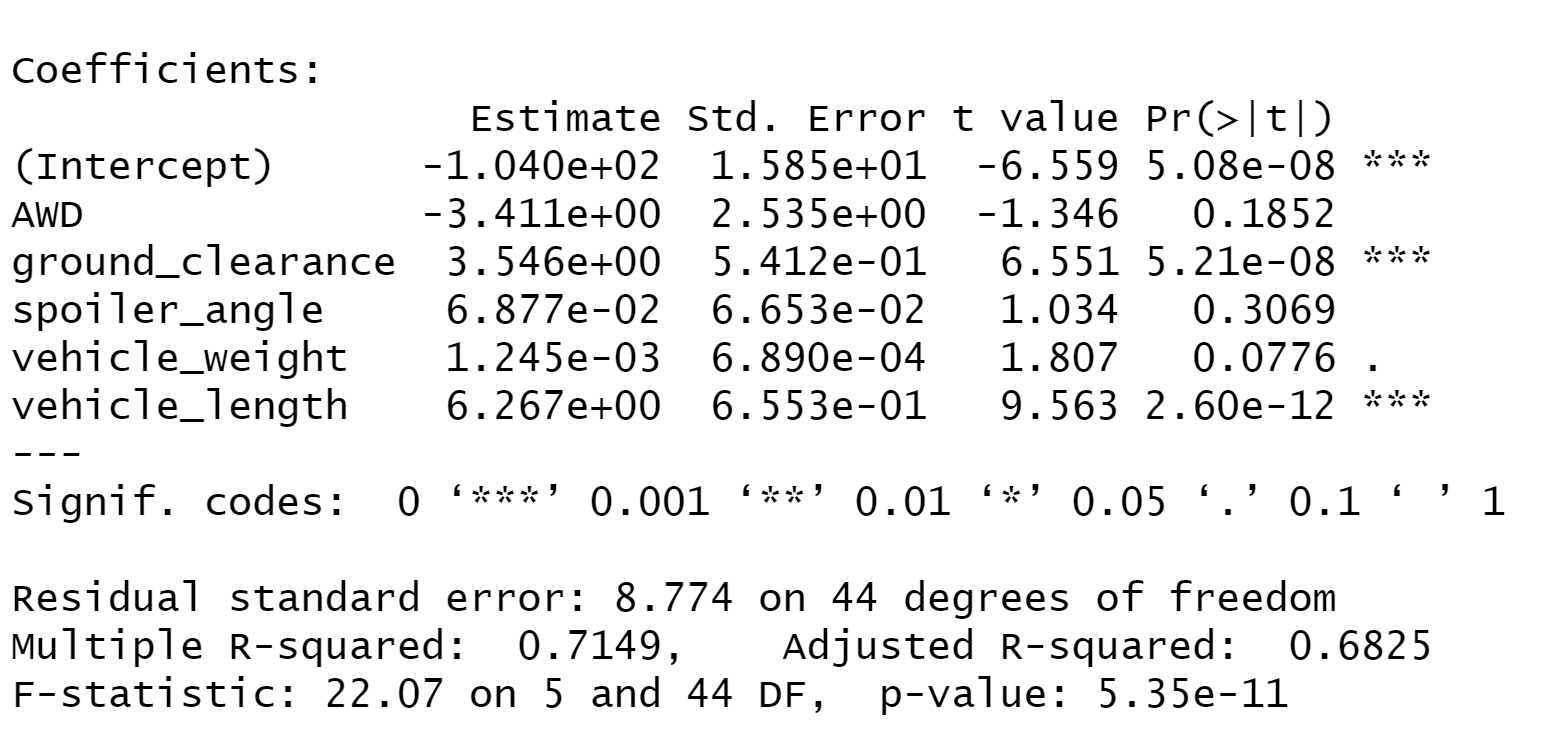 Coefficients:
                   Estimate Std. Error t value Pr(>|t|)
(Intercept)      -1.040e+02  1.585e+01  -6.559 5.08e-08 ***
AWD              -3.411e+00  2.535e+00  -1.346   0.1852
ground_clearance  3.546e+00  5.412e-01   6.551 5.21e-08 ***
spoiler_angle     6.877e-02  6.653e-02   1.034   0.3069
vehicle_weight    1.245e-03  6.890e-04   1.807   0.0776 .
vehicle_length    6.267e+00  6.553e-01   9.563 2.60e-12 ***
---
Signif. codes:  0 ‘***’ 0.001 ‘**’ 0.01 ‘*’ 0.05 ‘.’ 0.1 ‘ ’ 1
Residual standard error: 8.774 on 44 degrees of freedom
Multiple R-squared:  0.7149,    Adjusted R-squared:  0.6825
F-statistic: 22.07 on 5 and 44 DF,  p-value: 5.35e-11